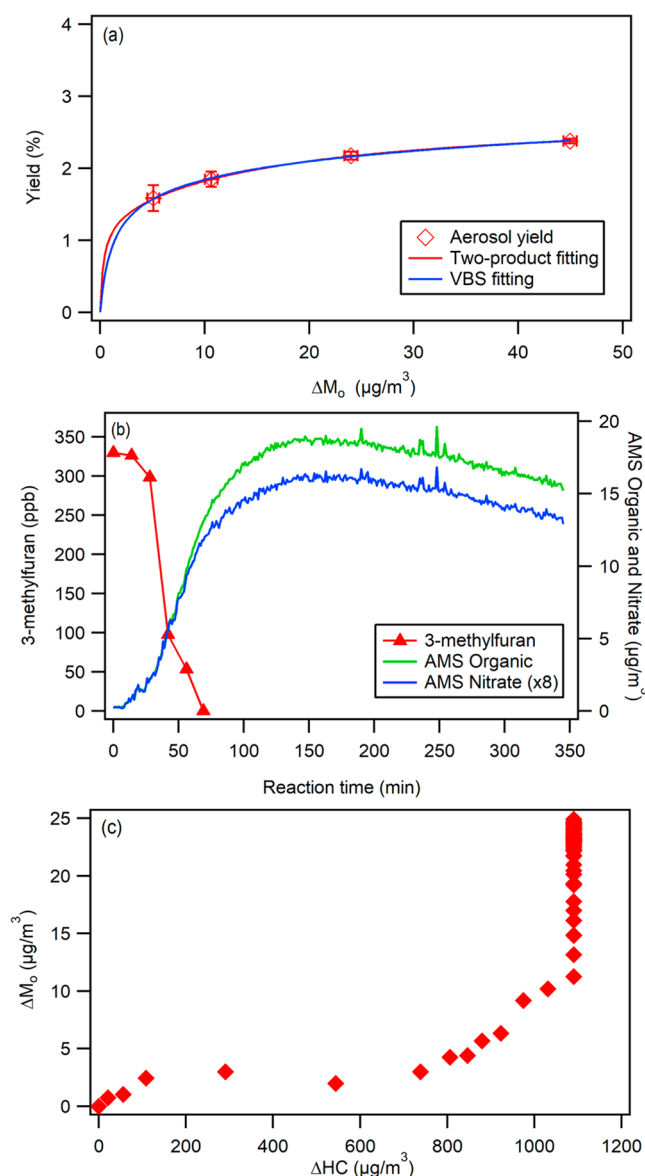 (a)
4
3
2
1
0
Yield (%)
Aerosol yield
Two-product fitting
VBS fitting
0 10 20 30 40 50
ΔMo (µg/m³)
(b)
350
300
250
200
150
100
50
0
3-methylfuran (ppb)
20
15
10
5
0
AMS Organic and Nitrate (µg/m³)
3-methylfuran
AMS Organic
AMS Nitrate (x8)
0 50 100 150 200 250 300 350
Reaction time (min)
(c)
25
20
15
10
5
0
ΔMo (µg/m³)
0 200 400 600 800 1000 1200
ΔHC (µg/m³)